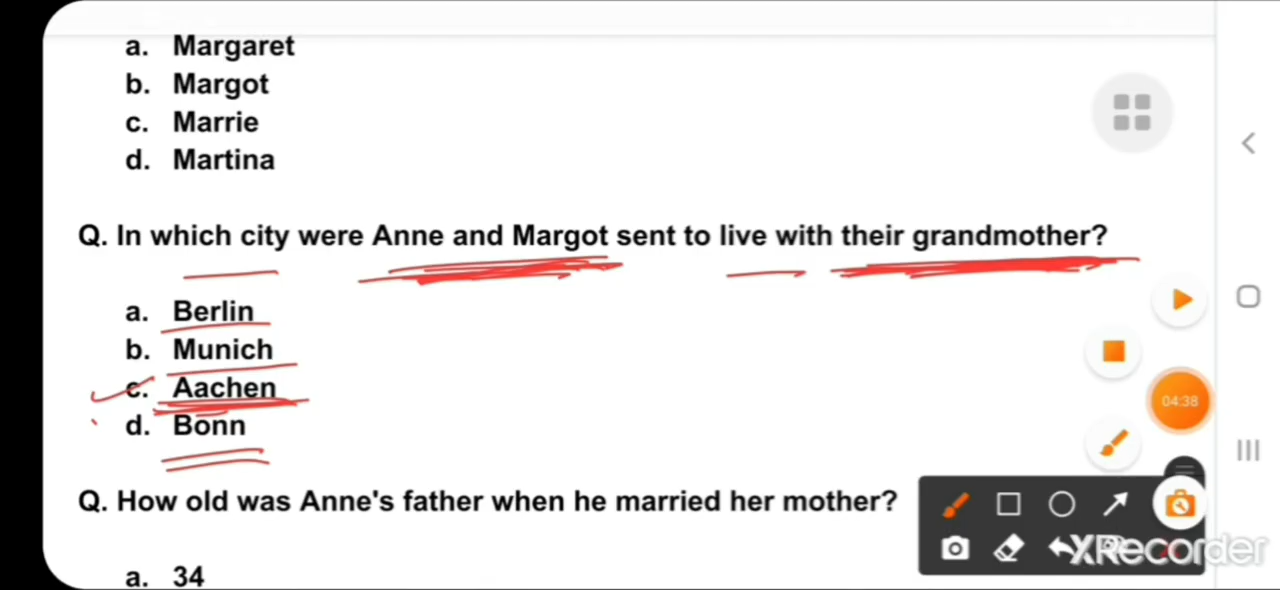 a. Margaret
b. Margot
c. Marrie
d. Martina
Q. In which city were Anne and Margot sent to live with their grandmother?
a. Berlin
b. Munich
c. Aachen
d. Bonn
Q. How old was Anne's father when he married her mother?
a. 34
04:38
XRecorder